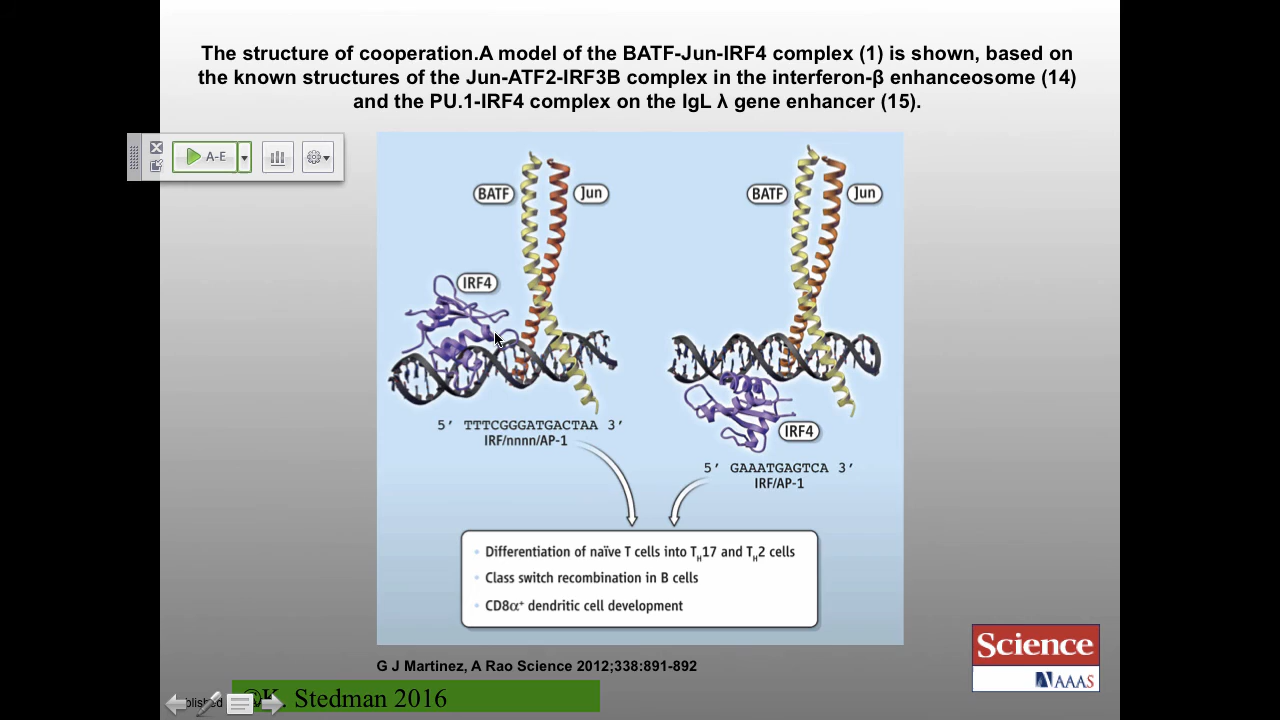 The structure of cooperation.A model of the BATF-Jun-IRF4 complex (1) is shown, based on
the known structures of the Jun-ATF2-IRF3B complex in the interferon-β enhanceosome (14)
and the PU.1-IRF4 complex on the IgL λ gene enhancer (15).
A-E
BATF
Jun
BATF
Jun
IRF4
5′ TTTCGGGATGACTAA 3′
IRF/nnnn/AP-1
IRF4
5′ GAAATGAGTCA 3′
IRF/AP-1
• Differentiation of naïve T cells into TH17 and TH2 cells
• Class switch recombination in B cells
• CD8α+ dendritic cell development
G J Martinez, A Rao Science 2012;338:891-892
Science
AAAS
Stedman 2016